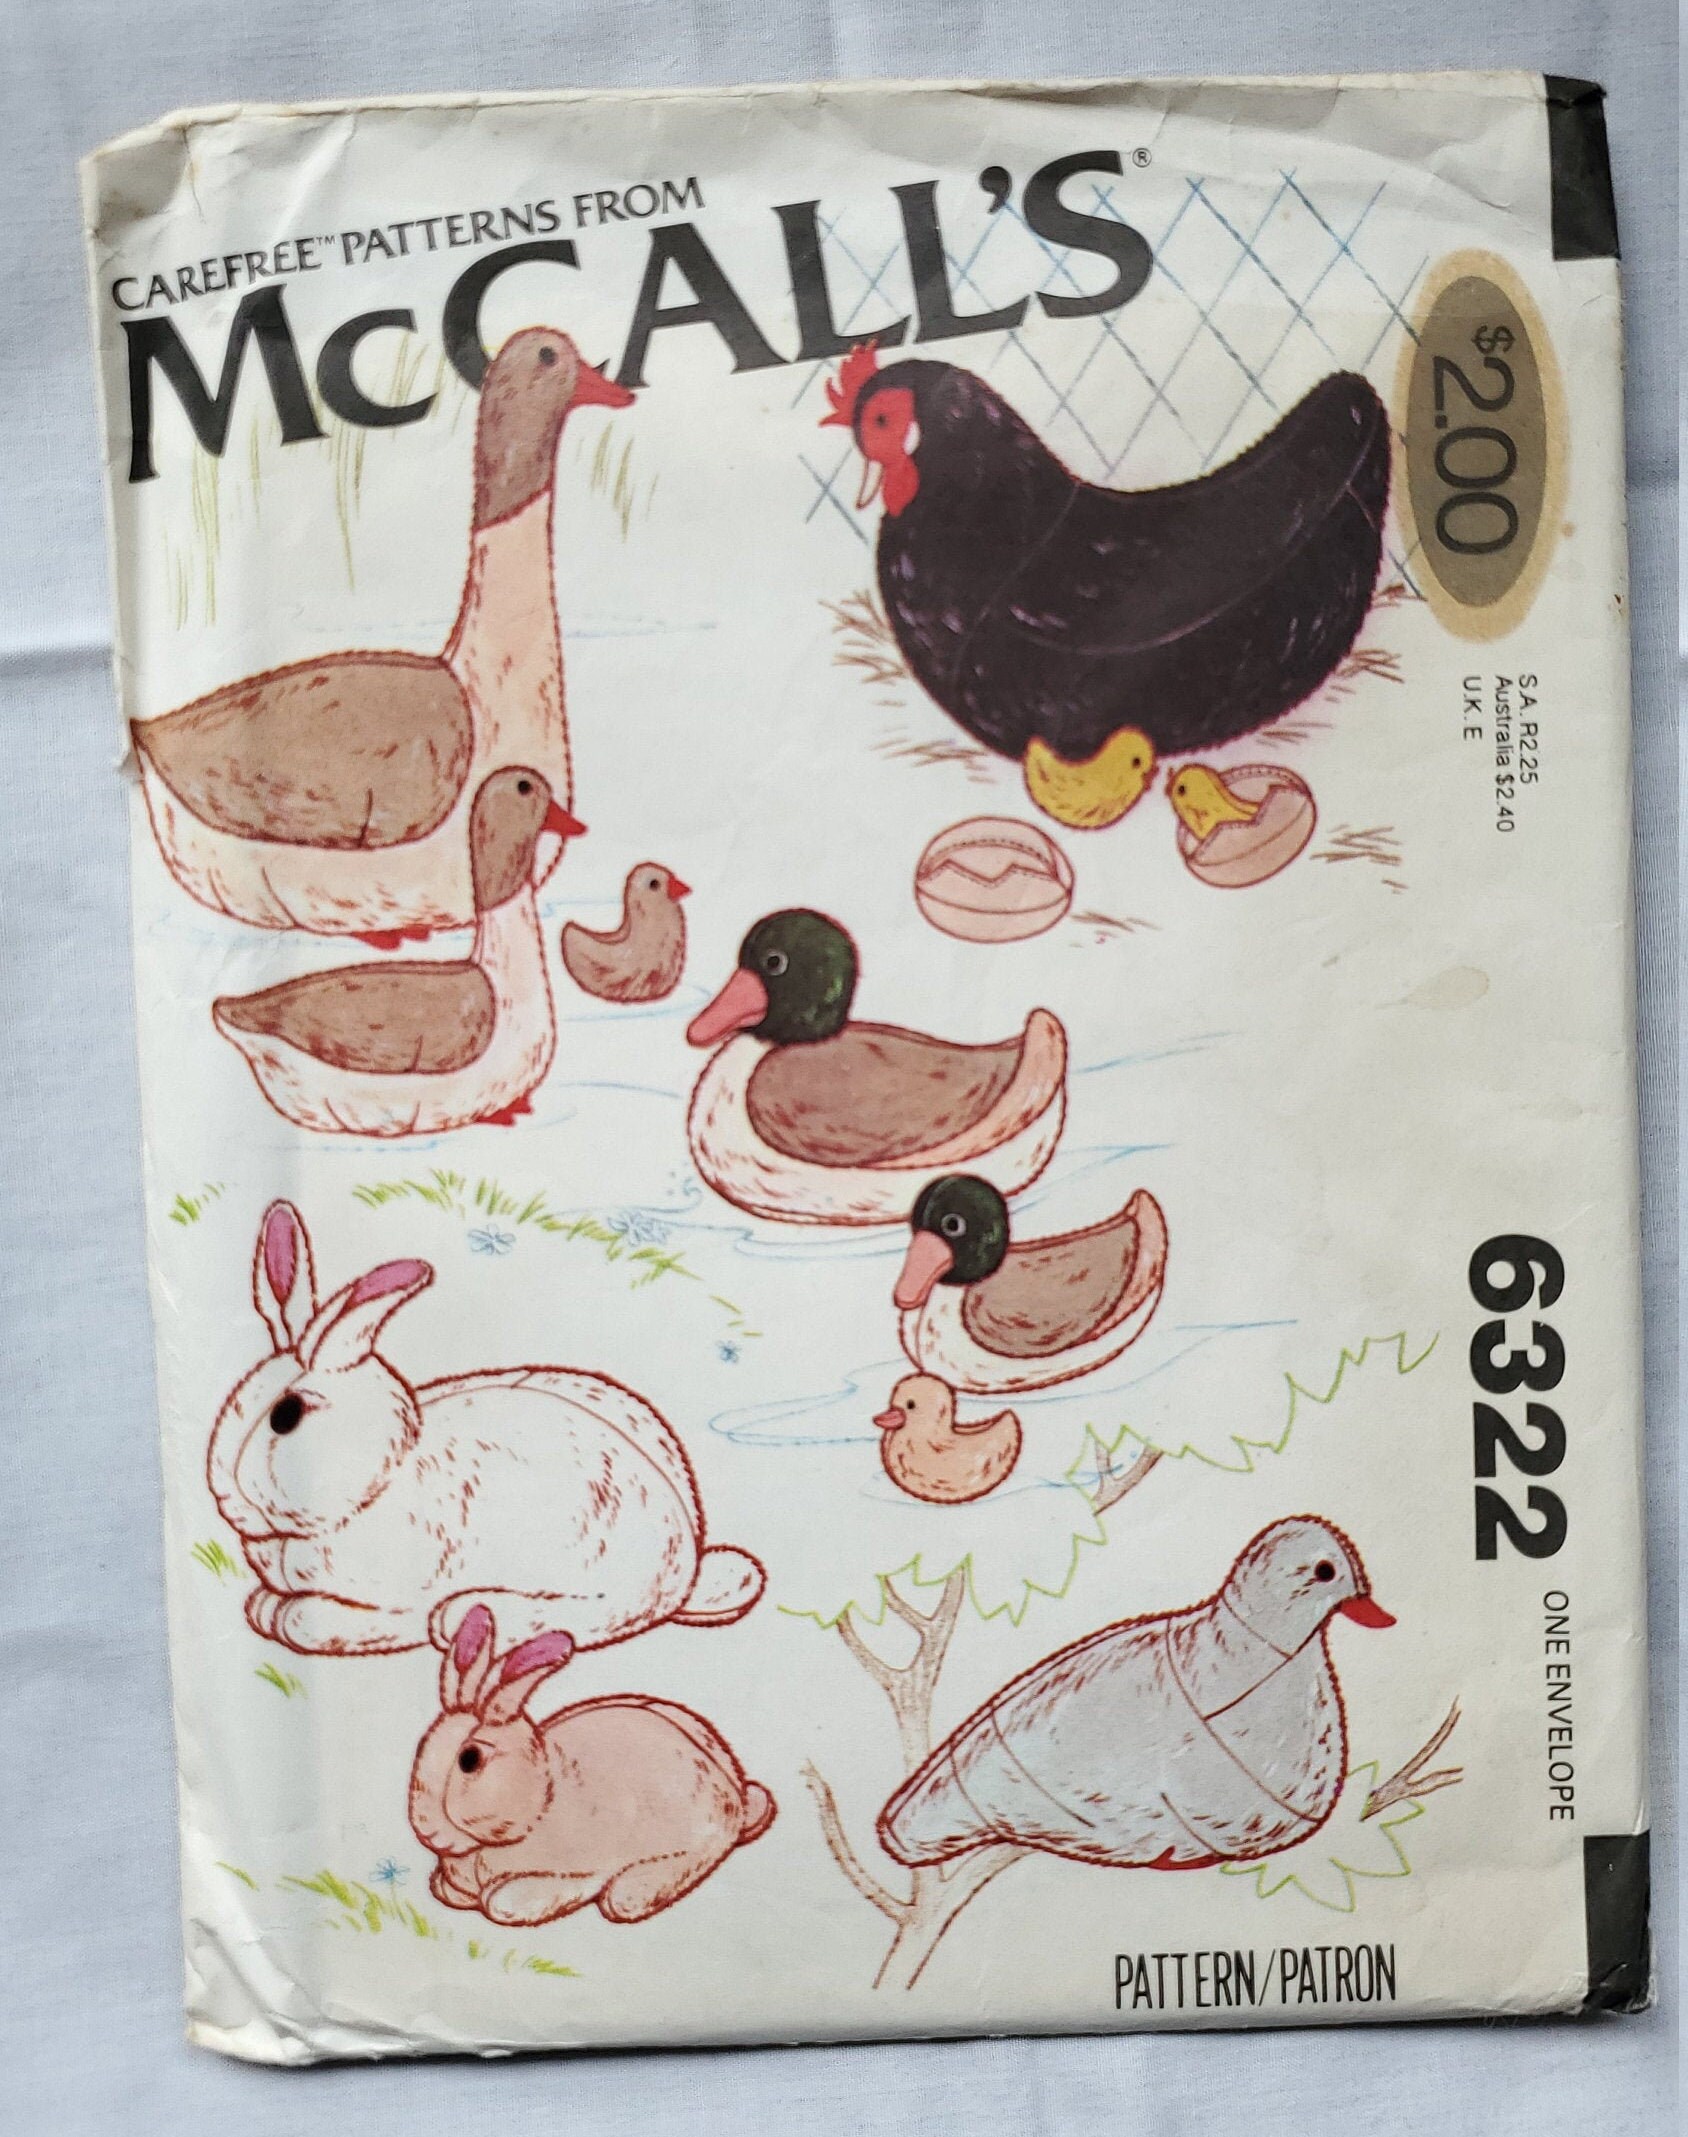 CAREFREE™ PATTERNS FROM
McCALL'S®
$2.00
S.A. R2.25
Australia $2.40
U.K. E
6322
ONE ENVELOPE
PATTERN/PATRON